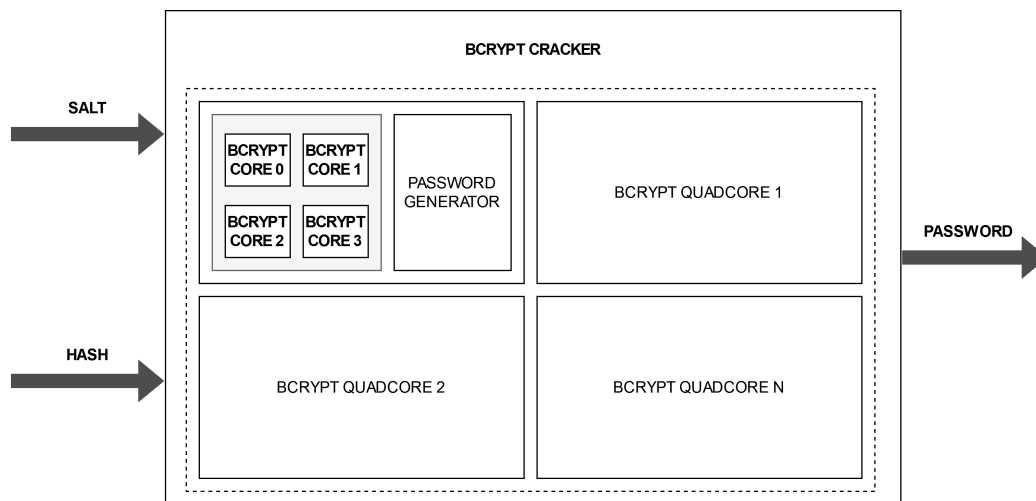 BCRYPT CRACKER
SALT
BCRYPT
CORE 0
BCRYPT
CORE 1
BCRYPT
CORE 2
BCRYPT
CORE 3
PASSWORD
GENERATOR
BCRYPT QUADCORE 1
PASSWORD
HASH
BCRYPT QUADCORE 2
BCRYPT QUADCORE N